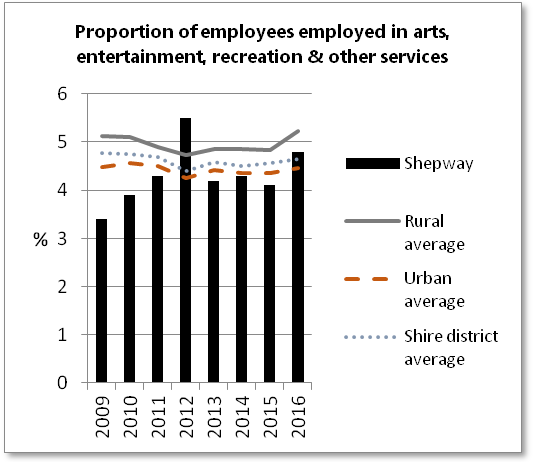 Proportion of employees employed in arts,
entertainment, recreation & other services
6
5
4
3
2
1
0
%
2009
2010
2011
2012
2013
2014
2015
2016
Shepway
Rural
average
Urban
average
Shire district
average